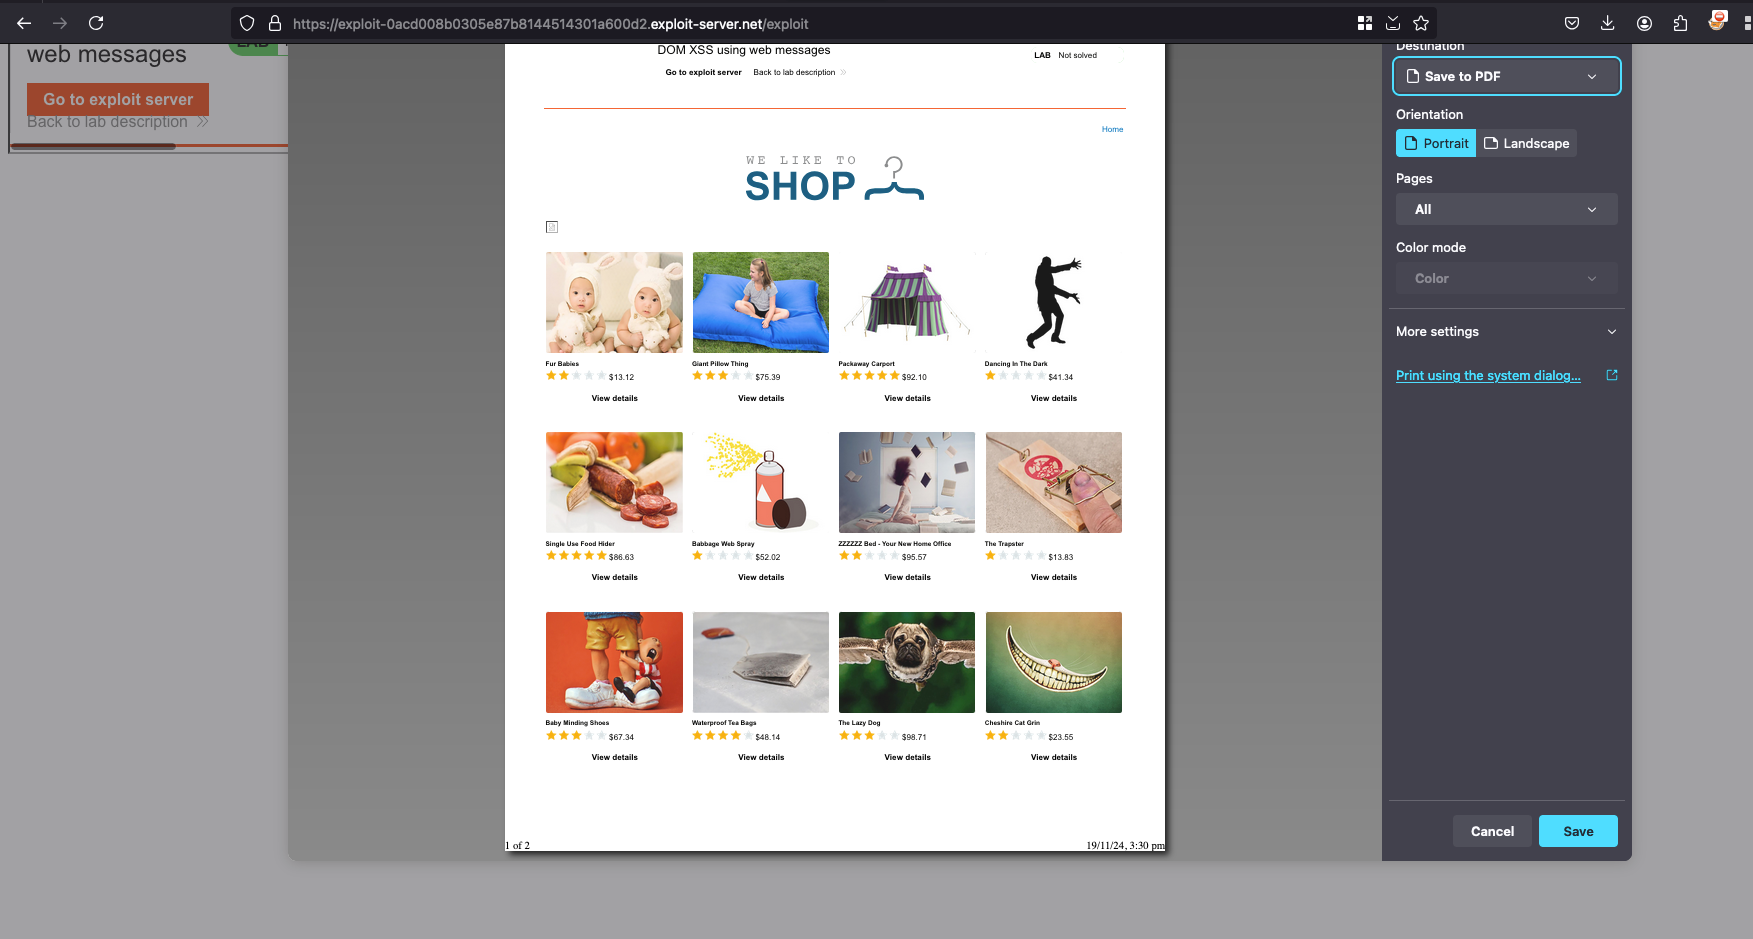 https://exploit-0acd008b0305e87b8144514301a600d2.exploit-server.net/exploit
web messages
LAB
Go to exploit server
Back to lab description
DOM XSS using web messages
LAB Not solved
Go to exploit server Back to lab description
Home
WE LIKE TO
SHOP
Fur Babies
$13.12
View details
Giant Pillow Thing
$75.39
View details
Packaway Carport
$92.10
View details
Dancing In The Dark
$41.34
View details
Single Use Food Hider
$86.63
View details
Babbage Web Spray
$52.02
View details
ZZZZZZ Bed - Your New Home Office
$95.57
View details
The Trapster
$13.83
View details
Baby Minding Shoes
$67.34
View details
Waterproof Tea Bags
$48.14
View details
The Lazy Dog
$98.71
View details
Cheshire Cat Grin
$23.55
View details
1 of 2
19/11/24, 3:30 pm
Destination
Save to PDF
Orientation
Portrait
Landscape
Pages
All
Color mode
Color
More settings
Print using the system dialog...
Cancel
Save